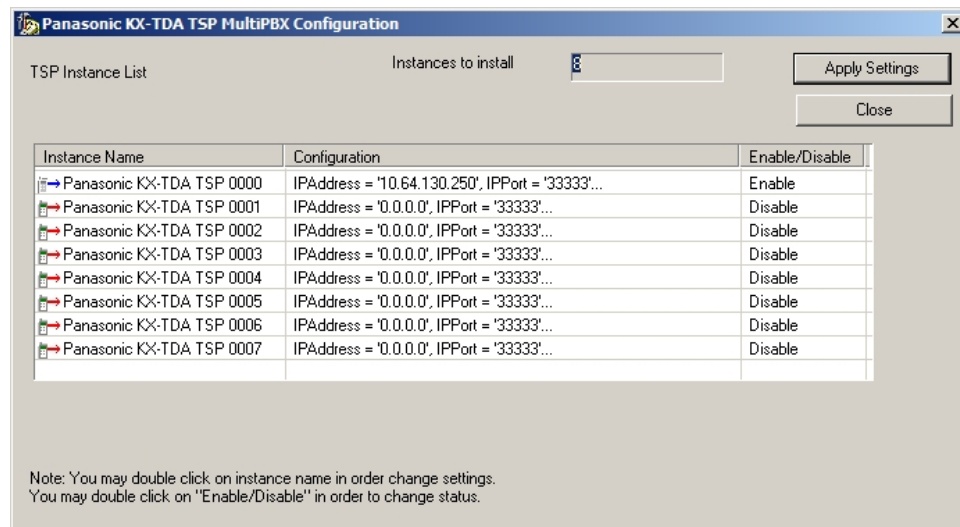 Panasonic KX-TDA TSP MultiPBX Configuration
TSP Instance List
Instances to install 8
Apply Settings
Close
Instance Name Configuration Enable/Disable
Panasonic KX-TDA TSP 0000 IPAddress = '10.64.130.250', IPPort = '33333'... Enable
Panasonic KX-TDA TSP 0001 IPAddress = '0.0.0.0', IPPort = '33333'... Disable
Panasonic KX-TDA TSP 0002 IPAddress = '0.0.0.0', IPPort = '33333'... Disable
Panasonic KX-TDA TSP 0003 IPAddress = '0.0.0.0', IPPort = '33333'... Disable
Panasonic KX-TDA TSP 0004 IPAddress = '0.0.0.0', IPPort = '33333'... Disable
Panasonic KX-TDA TSP 0005 IPAddress = '0.0.0.0', IPPort = '33333'... Disable
Panasonic KX-TDA TSP 0006 IPAddress = '0.0.0.0', IPPort = '33333'... Disable
Panasonic KX-TDA TSP 0007 IPAddress = '0.0.0.0', IPPort = '33333'... Disable
Note: You may double click on instance name in order change settings.
You may double click on "Enable/Disable" in order to change status.